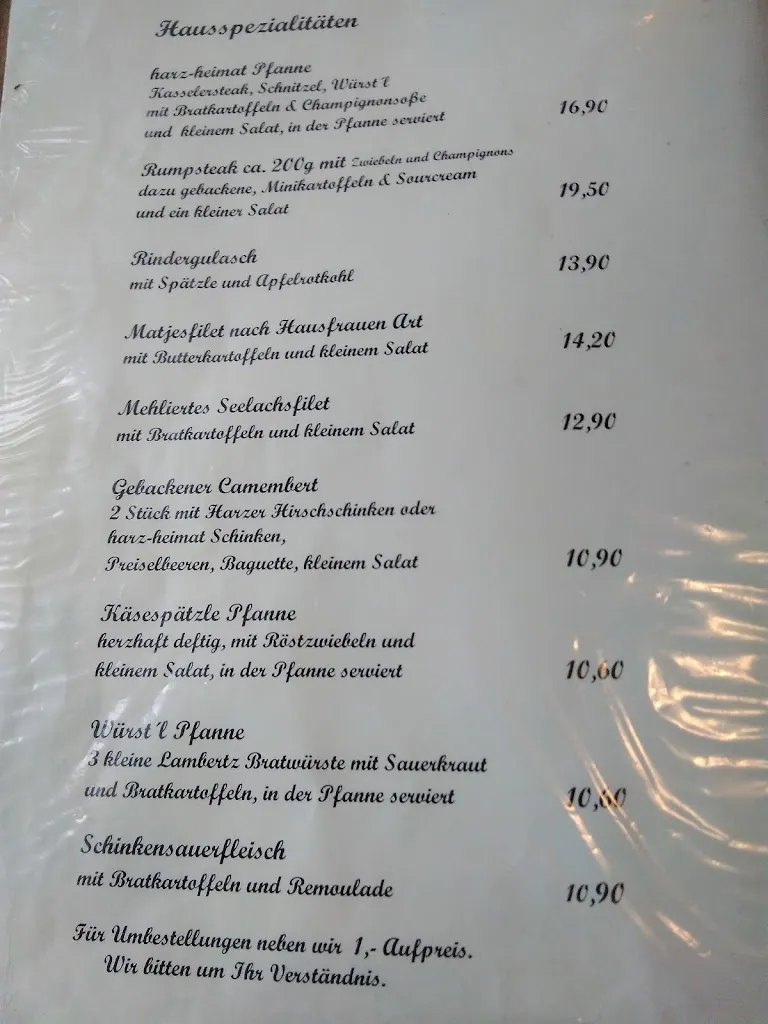 Hausspezialitäten
harz-heimat Pfanne
Kasselersteak, Schnitzel, Würst´l
mit Bratkartoffeln & Champignonsoße
und kleinem Salat, in der Pfanne serviert 16,90
Rumpsteak ca. 200g mit Zwiebeln und Champignons
dazu gebackene, Minikartoffeln & Sourcream 19,50
und ein kleiner Salat
Rindergulasch 13,90
mit Spätzle und Apfelrotkohl
Matjesfilet nach Hausfrauen Art 14,20
mit Butterkartoffeln und kleinem Salat
Mehliertes Seelachsfilet 12,90
mit Bratkartoffeln und kleinem Salat
Gebackener Camembert
2 Stück mit Harzer Hirschschinken oder
harz-heimat Schinken,
Preiselbeeren, Baguette, kleinem Salat 10,90
Käsespätzle Pfanne
herzhaft deftig, mit Röstzwiebeln und
kleinem Salat, in der Pfanne serviert 10,60
Würst´l Pfanne
3 kleine Lambertz Bratwürste mit Sauerkraut
und Bratkartoffeln, in der Pfanne serviert 10,60
Schinkensauerfleisch
mit Bratkartoffeln und Remoulade 10,90
Für Umbestellungen neben wir 1,- Aufpreis.
Wir bitten um Ihr Verständnis.